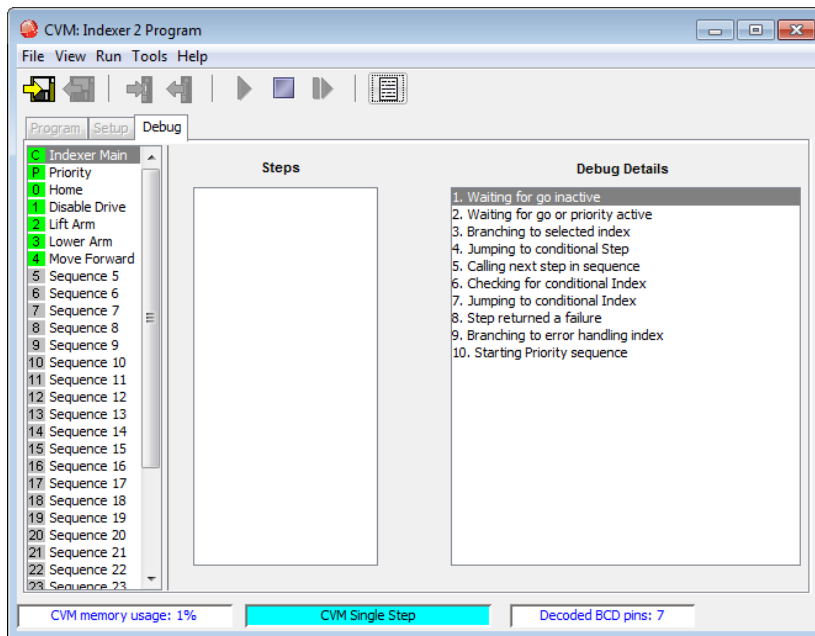 CVM: Indexer 2 Program
File View Run Tools Help
Program Setup Debug
C Indexer Main
P Priority
0 Home
1 Disable Drive
2 Lift Arm
3 Lower Arm
4 Move Forward
5 Sequence 5
6 Sequence 6
7 Sequence 7
8 Sequence 8
9 Sequence 9
10 Sequence 10
11 Sequence 11
12 Sequence 12
13 Sequence 13
14 Sequence 14
15 Sequence 15
16 Sequence 16
17 Sequence 17
18 Sequence 18
19 Sequence 19
20 Sequence 20
21 Sequence 21
22 Sequence 22
23 Sequence 23
Steps
Debug Details
1. Waiting for go inactive
2. Waiting for go or priority active
3. Branching to selected index
4. Jumping to conditional Step
5. Calling next step in sequence
6. Checking for conditional Index
7. Jumping to conditional Index
8. Step returned a failure
9. Branching to error handling index
10. Starting Priority sequence
CVM memory usage: 1%
CVM Single Step
Decoded BCD pins: 7